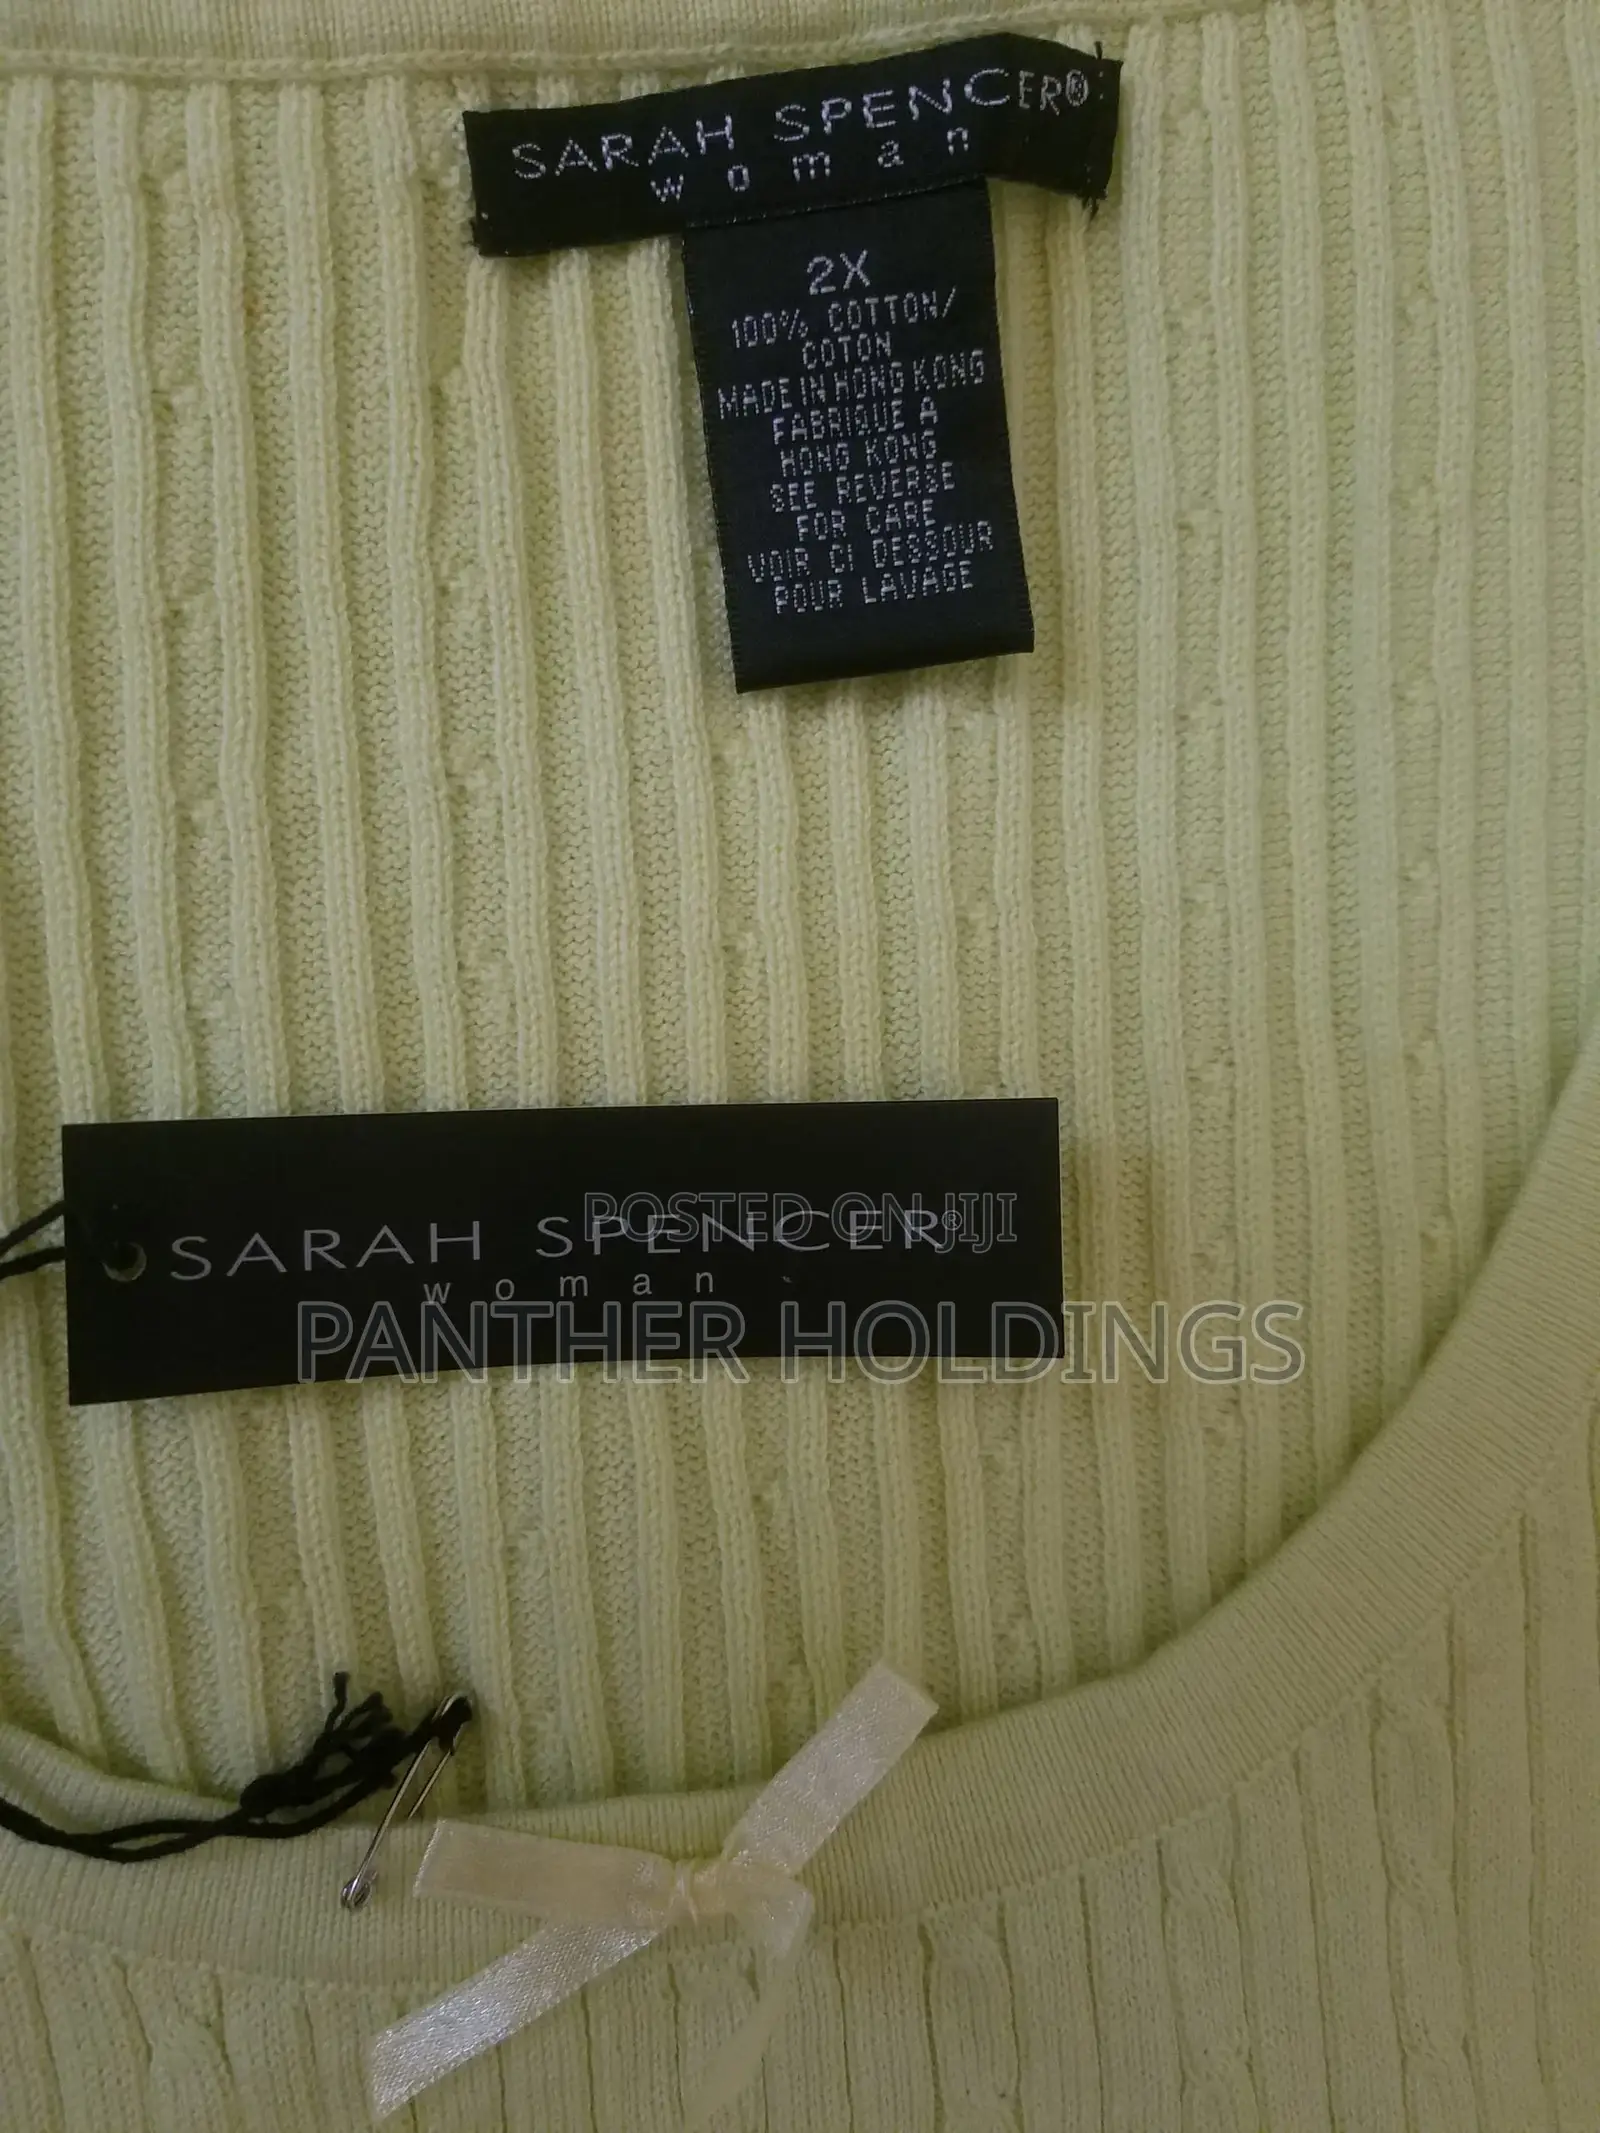 SARAH SPENCER®
woman
2X
100% COTTON/
COTON
MADE IN HONG KONG
FABRIQUE A
HONG KONG
SEE REVERSE
FOR CARE
VOIR CI DESSOUR
POUR LAVAGE
POSTED ON JIJI
SARAH SPENCER®
woman
PANTHER HOLDINGS